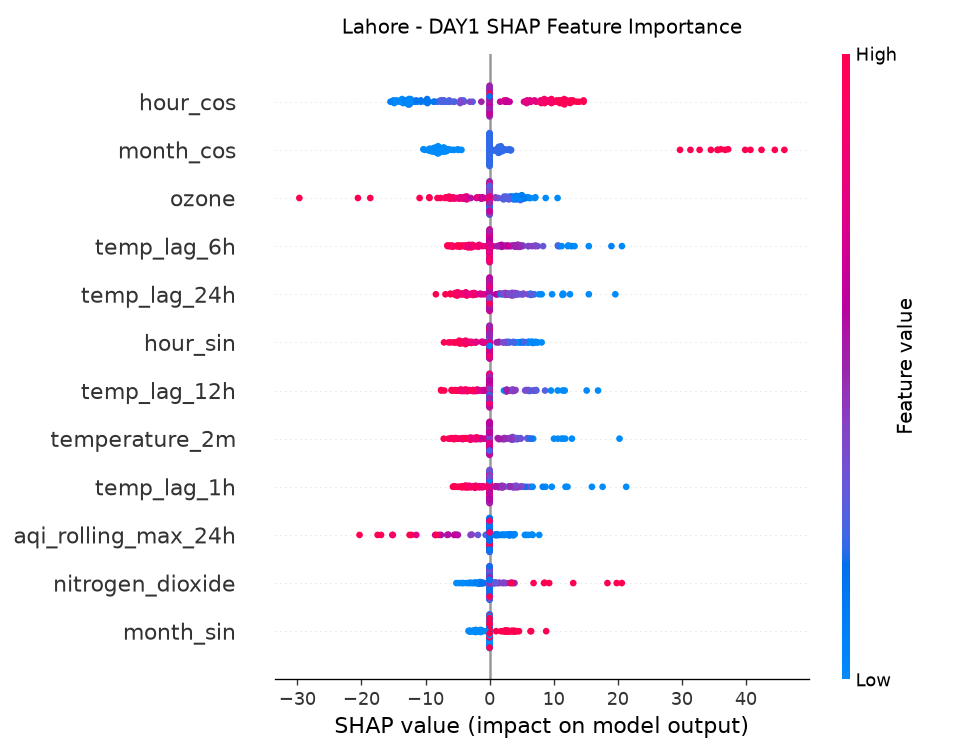 Lahore - DAY1 SHAP Feature Importance
High
hour_cos
month_cos
ozone
temp_lag_6h
temp_lag_24h
hour_sin
temp_lag_12h
temperature_2m
temp_lag_1h
aqi_rolling_max_24h
nitrogen_dioxide
month_sin
Feature value
Low
−30 −20 −10 0 10 20 30 40
SHAP value (impact on model output)